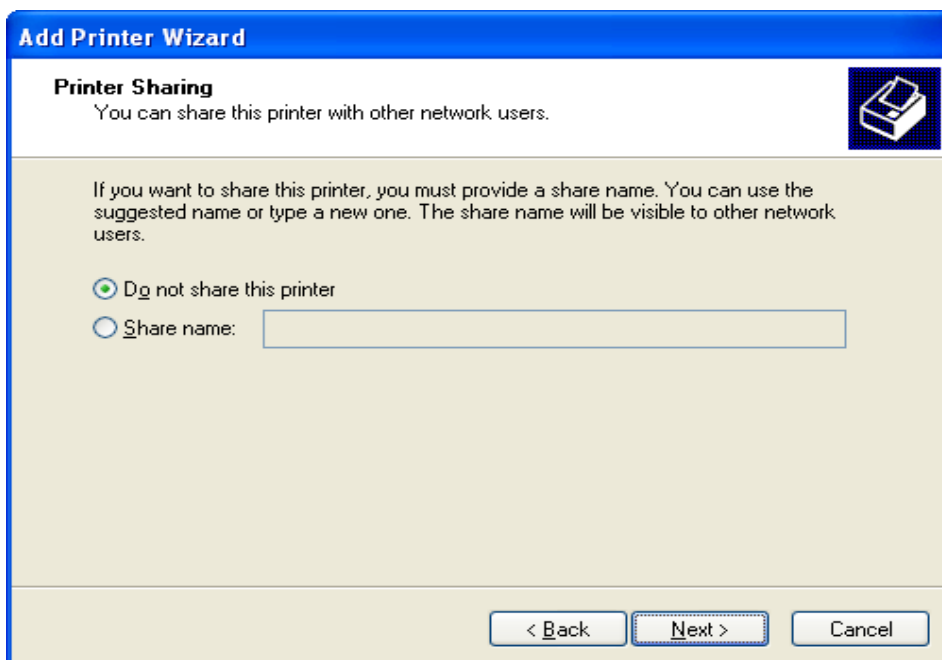 Add Printer Wizard
Printer Sharing
You can share this printer with other network users.
If you want to share this printer, you must provide a share name. You can use the
suggested name or type a new one. The share name will be visible to other network
users.
Do not share this printer
Share name:
< Back Next > Cancel